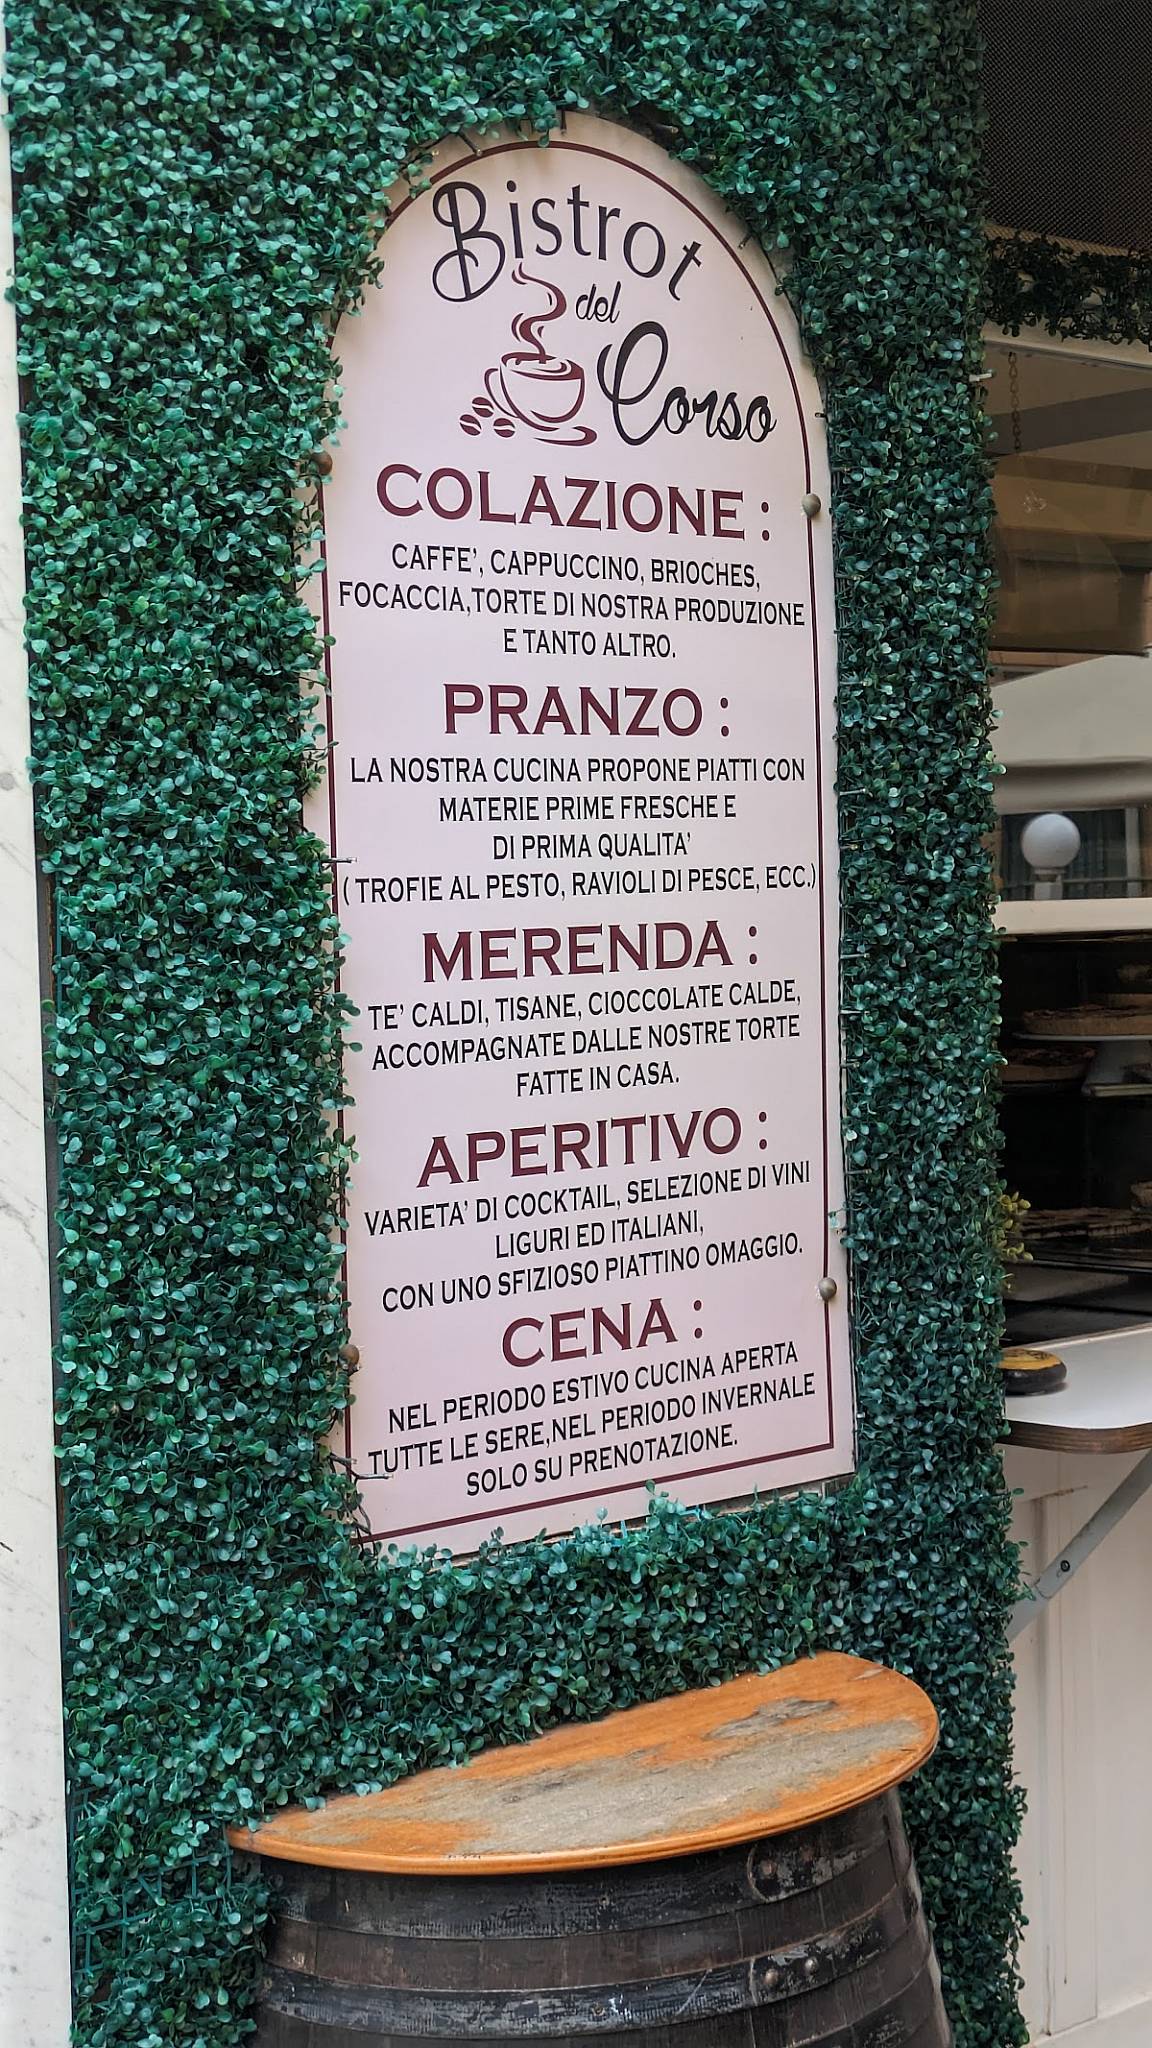 Bistrot
del
Corso
COLAZIONE :
CAFFE', CAPPUCCINO, BRIOCHES,
FOCACCIA,TORTE DI NOSTRA PRODUZIONE
E TANTO ALTRO.
PRANZO :
LA NOSTRA CUCINA PROPONE PIATTI CON
MATERIE PRIME FRESCHE E
DI PRIMA QUALITA'
( TROFIE AL PESTO, RAVIOLI DI PESCE, ECC.)
MERENDA :
TE' CALDI, TISANE, CIOCCOLATE CALDE,
ACCOMPAGNATE DALLE NOSTRE TORTE
FATTE IN CASA.
APERITIVO :
VARIETA' DI COCKTAIL, SELEZIONE DI VINI
LIGURI ED ITALIANI,
CON UNO SFIZIOSO PIATTINO OMAGGIO.
CENA :
NEL PERIODO ESTIVO CUCINA APERTA
TUTTE LE SERE,NEL PERIODO INVERNALE
SOLO SU PRENOTAZIONE.